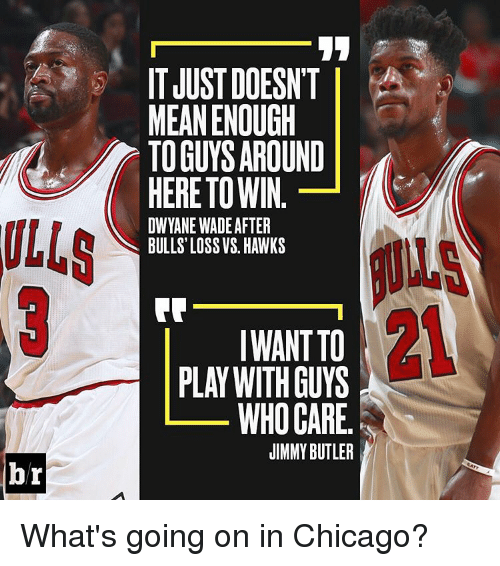 IT JUST DOESN'T
MEAN ENOUGH
TO GUYS AROUND
HERE TO WIN.
DWYANE WADE AFTER
BULLS' LOSS VS. HAWKS
ULLS
3
BULLS
21
I WANT TO
PLAY WITH GUYS
WHO CARE.
JIMMY BUTLER
b/r
What's going on in Chicago?